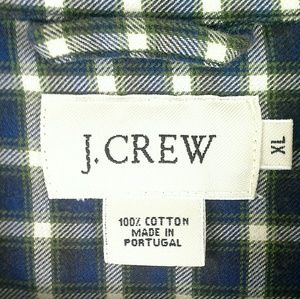 J. CREW
XL
100% COTTON
MADE IN
PORTUGAL